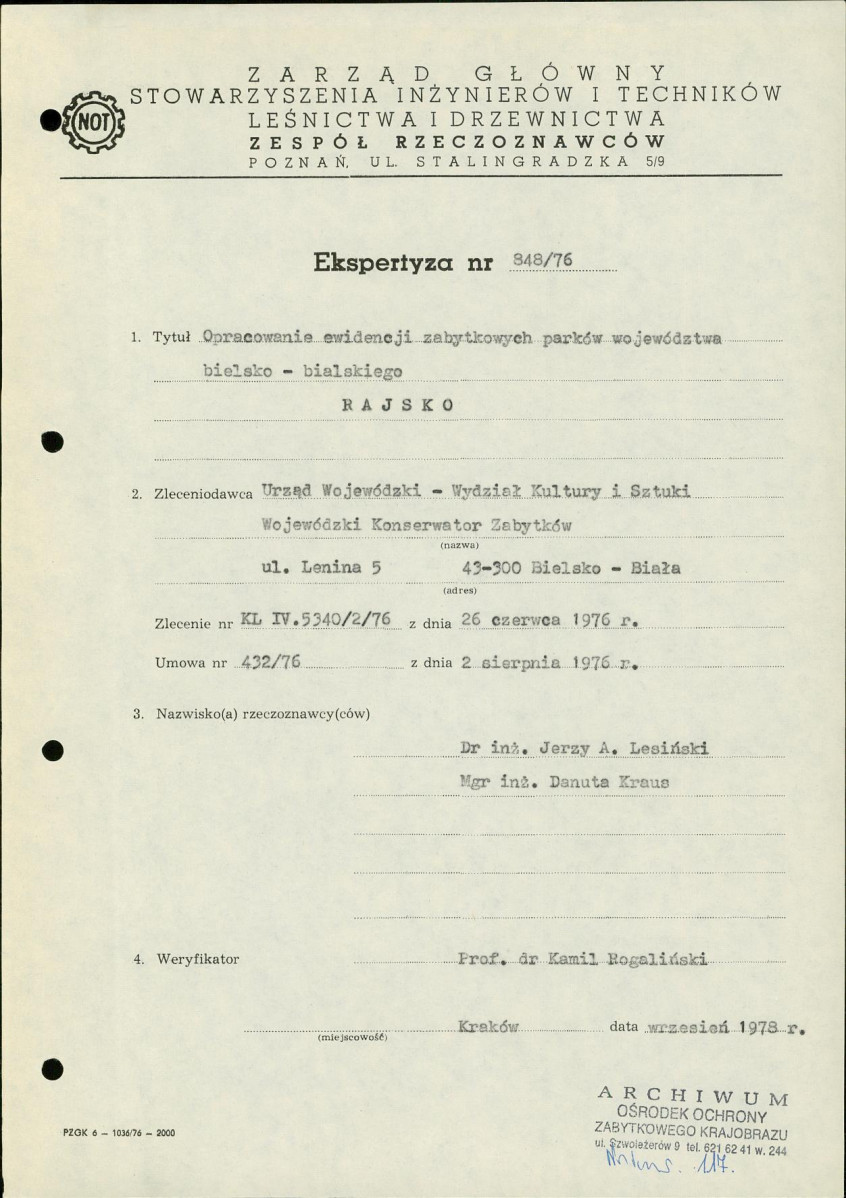 ZARZĄD GŁÓWNY
STOWARZYSZENIA INŻYNIERÓW I TECHNIKÓW
LEŚNICTWA I DRZEWNICTWA
ZESPÓŁ RZECZOZNAWCÓW
POZNAŃ, UL. STALINGRADZKA 5/9
NOT
Ekspertyza nr 848/76
1. Tytuł Opracowanie ewidencji zabytkowych parków województwa
bielsko - bialskiego
RAJSKO
2. Zleceniodawca Urząd Wojewódzki - Wydział Kultury i Sztuki
Wojewódzki Konserwator Zabytków
(nazwa)
ul. Lenina 5 43-300 Bielsko - Biała
(adres)
Zlecenie nr KL IV.5340/2/76 z dnia 26 czerwca 1976 r.
Umowa nr 432/76 z dnia 2 sierpnia 1976 r.
3. Nazwisko(a) rzeczoznawcy(ców)
Dr inż. Jerzy A. Lesiński
Mgr inż. Danuta Kraus
4. Weryfikator Prof. dr Kamil Rogaliński
Kraków data wrzesień 1978 r.
(miejscowość)
PZGK 6 - 1036/76 - 2000
ARCHIWUM
OŚRODEK OCHRONY
ZABYTKOWEGO KRAJOBRAZU
ul. Szwoleżerów 9 tel. 621 62 41 w. 244
117.